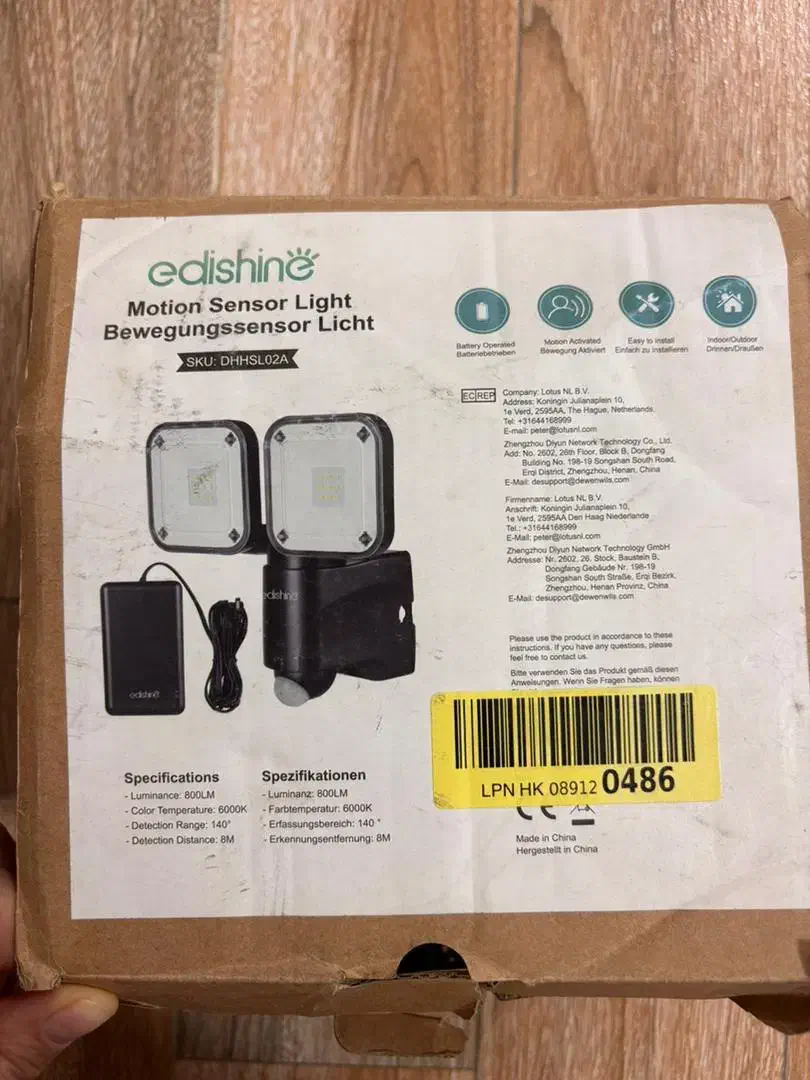 edishine
Motion Sensor Light
Bewegungssensor Licht
SKU: DHHSL02A
Battery Operated
Batteriebetrieben
Motion Activated
Bewegung Aktiviert
Easy to install
Einfach zu installieren
Indoor/Outdoor
Drinnen/Draußen
EC REP
Company: Lotus NL B.V.
Address: Koningin Julianaplein 10,
1e Verd, 2595AA, The Hague, Netherlands.
Tel: +31644168999
E-mail: peter@lotusnl.com
Zhengzhou Diyun Network Technology Co., Ltd.
Add: No. 2602, 26th Floor, Block B, Dongfang
Building No. 198-19 Songshan South Road,
Erqi District, Zhengzhou, Henan, China
E-Mail: desupport@dewenwils.com
Firmenname: Lotus NL B.V.
Anschrift: Koningin Julianaplein 10,
1e Verd, 2595AA Den Haag Niederlande
Tel.: +31644168999
E-Mail: peter@lotusnl.com
Zhengzhou Diyun Network Technology GmbH
Addresse: Nr. 2602, 26. Stock, Baustein B,
Dongfang Gebäude Nr. 198-19
Songshan South Straße, Erqi Bezirk,
Zhengzhou, Henan Provinz, China
E-Mail: desupport@dewenwils.com
Please use the product in accordance to these
instructions. If you have any questions, please
feel free to contact us.
Bitte verwenden Sie das Produkt gemäß diesen
Anweisungen. Wenn Sie Fragen haben, können
edishine
edishine
LPN HK 08912 0486
CE
Made in China
Hergestellt in China
Specifications
- Luminance: 800LM
- Color Temperature: 6000K
- Detection Range: 140°
- Detection Distance: 8M
Spezifikationen
- Luminanz: 800LM
- Farbtemperatur: 6000K
- Erfassungsbereich: 140 °
- Erkennungsentfernung: 8M